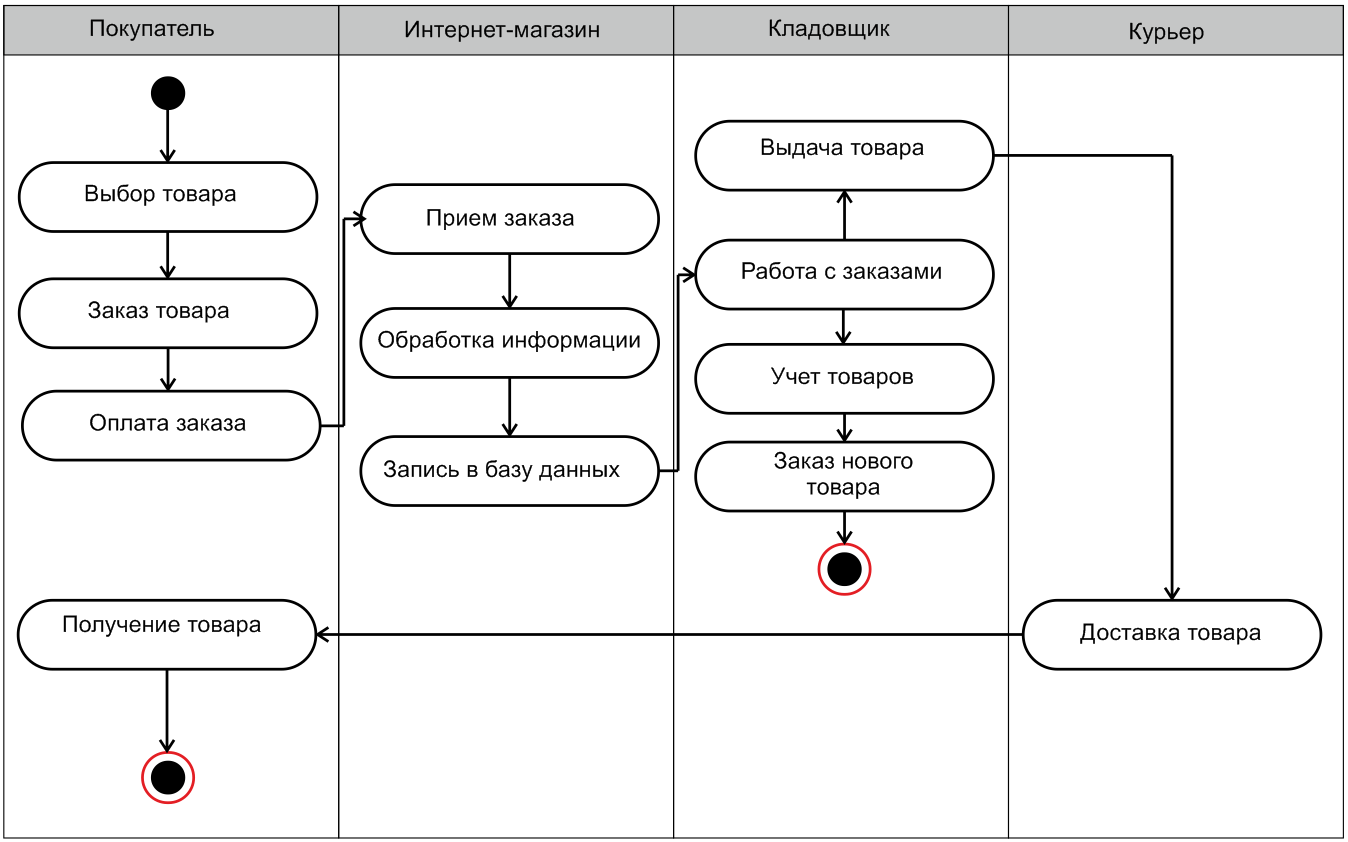 Покупатель
Интернет-магазин
Кладовщик
Курьер
Выбор товара
Заказ товара
Оплата заказа
Получение товара
Прием заказа
Обработка информации
Запись в базу данных
Выдача товара
Работа с заказами
Учет товаров
Заказ нового
товара
Доставка товара